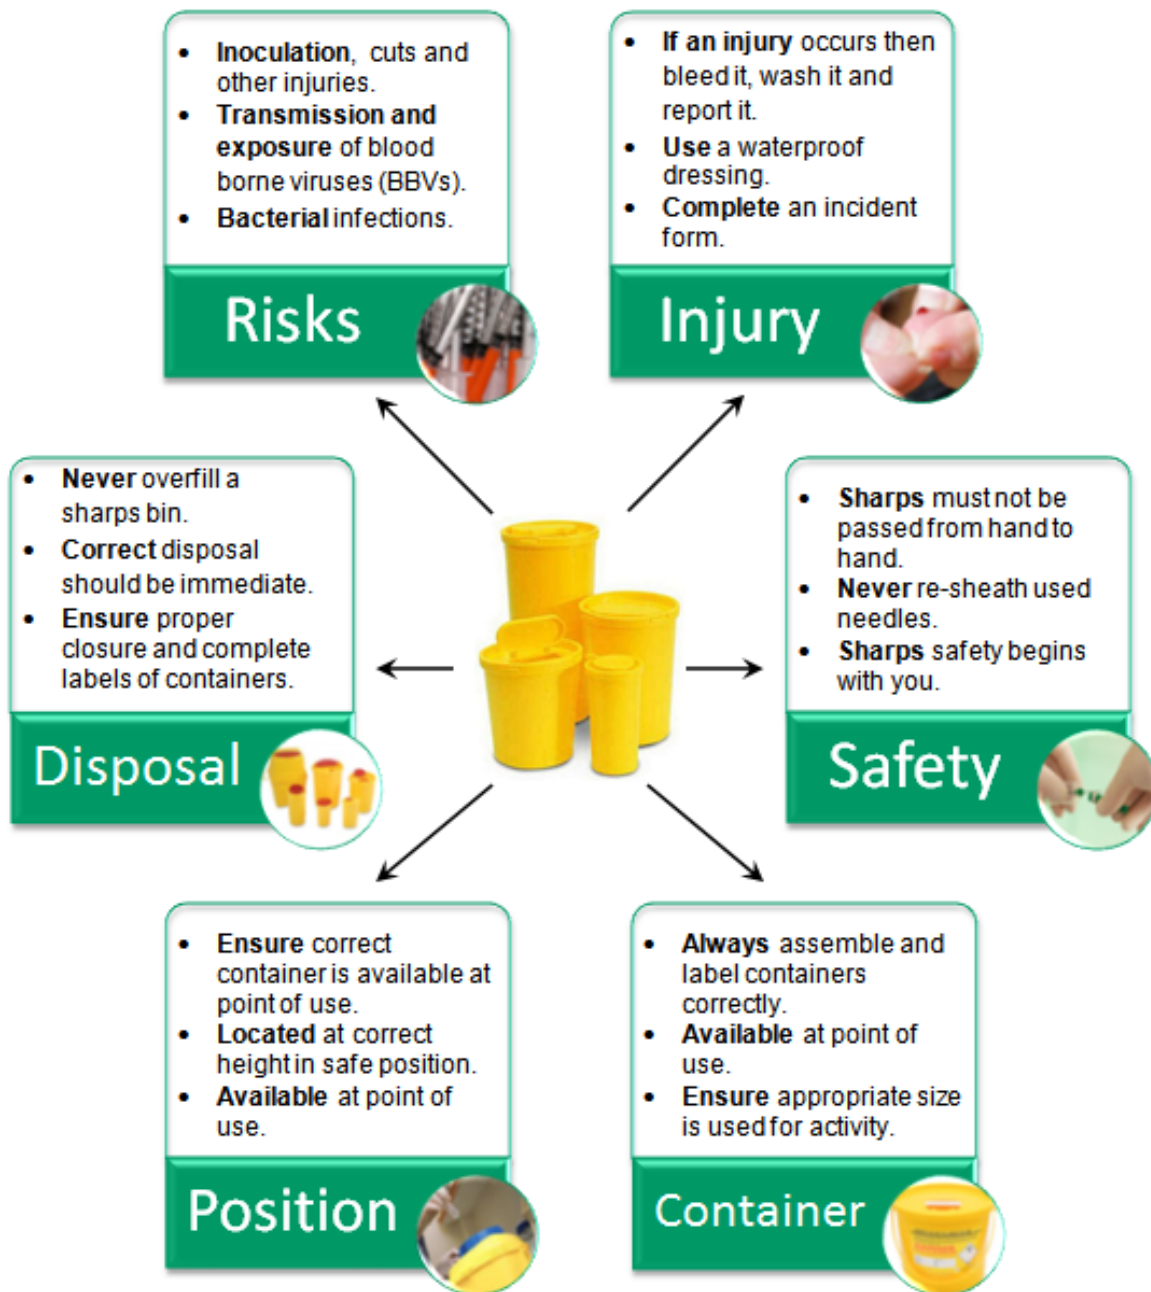 • Inoculation, cuts and
other injuries.
• Transmission and
exposure of blood
borne viruses (BBVs).
• Bacterial infections.
Risks
• If an injury occurs then
bleed it, wash it and
report it.
• Use a waterproof
dressing.
• Complete an incident
form.
Injury
• Never overfill a
sharps bin.
• Correct disposal
should be immediate.
• Ensure proper
closure and complete
labels of containers.
Disposal
• Sharps must not be
passed from hand to
hand.
• Never re-sheath used
needles.
• Sharps safety begins
with you.
Safety
• Ensure correct
container is available at
point of use.
• Located at correct
height in safe position.
• Available at point of
use.
Position
• Always assemble and
label containers
correctly.
• Available at point of
use.
• Ensure appropriate size
is used for activity.
Container